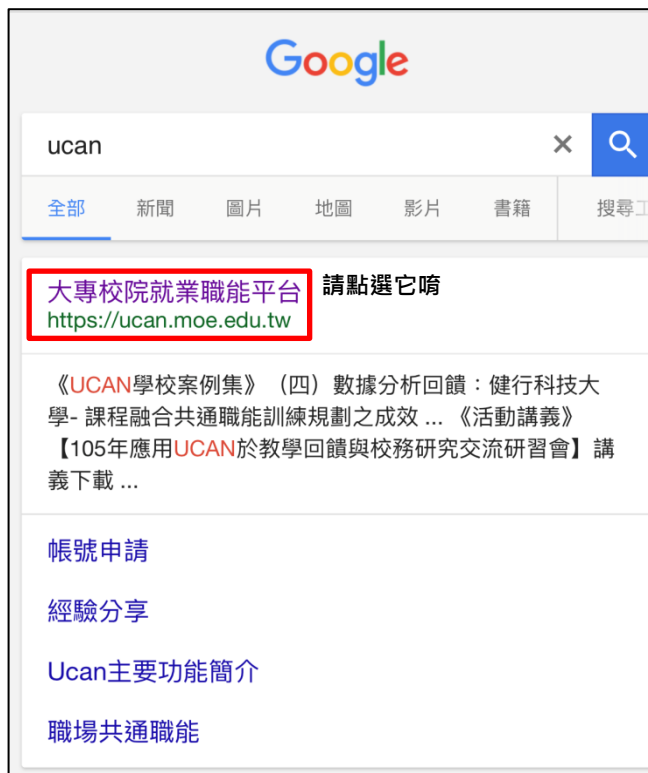 Google
ucan
全部 新聞 圖片 地圖 影片 書籍 搜尋工
大專校院就業職能平台 請點選它唷
https://ucan.moe.edu.tw
《UCAN學校案例集》（四）數據分析回饋：健行科技大
學- 課程融合共通職能訓練規劃之成效 ... 《活動講義》
【105年應用UCAN於教學回饋與校務研究交流研習會】講
義下載 ...
帳號申請
經驗分享
Ucan主要功能簡介
職場共通職能